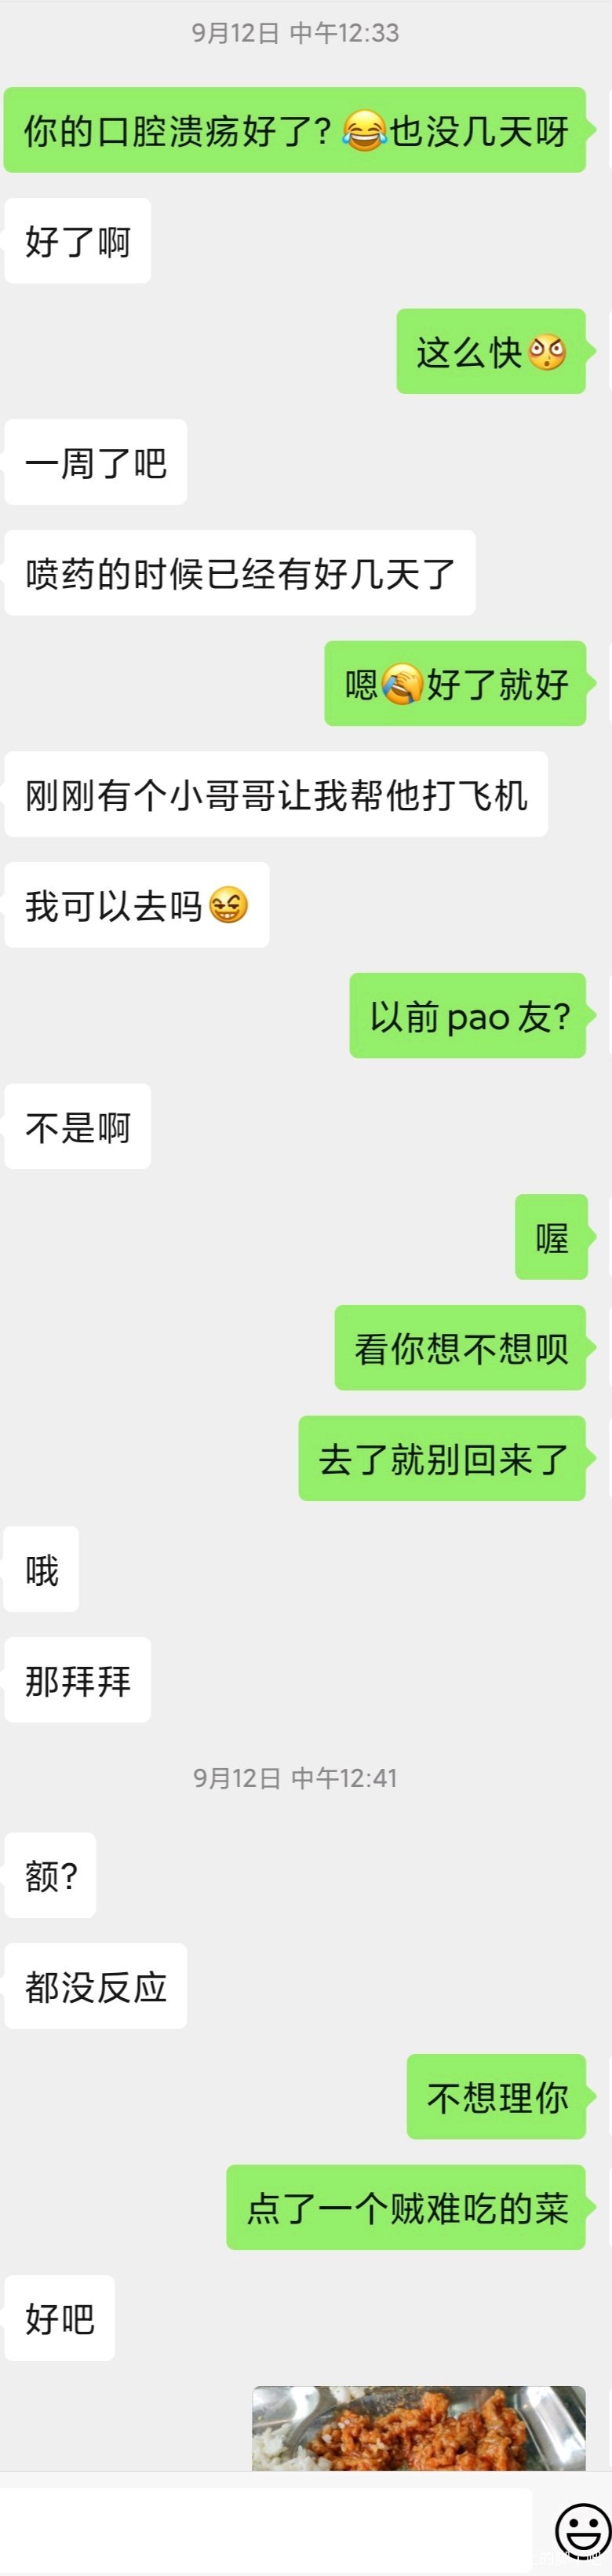 9月12日 中午12:33
你的口腔溃疡好了?😂也没几天呀
好了啊
这么快
一周了吧
喷药的时候已经有好几天了
嗯好了就好
刚刚有个小哥哥让我帮他打飞机
我可以去吗
以前pao友?
不是啊
喔
看你想不想呗
去了就别回来了
哦
那拜拜
9月12日 中午12:41
额?
都没反应
不想理你
点了一个贼难吃的菜
好吧